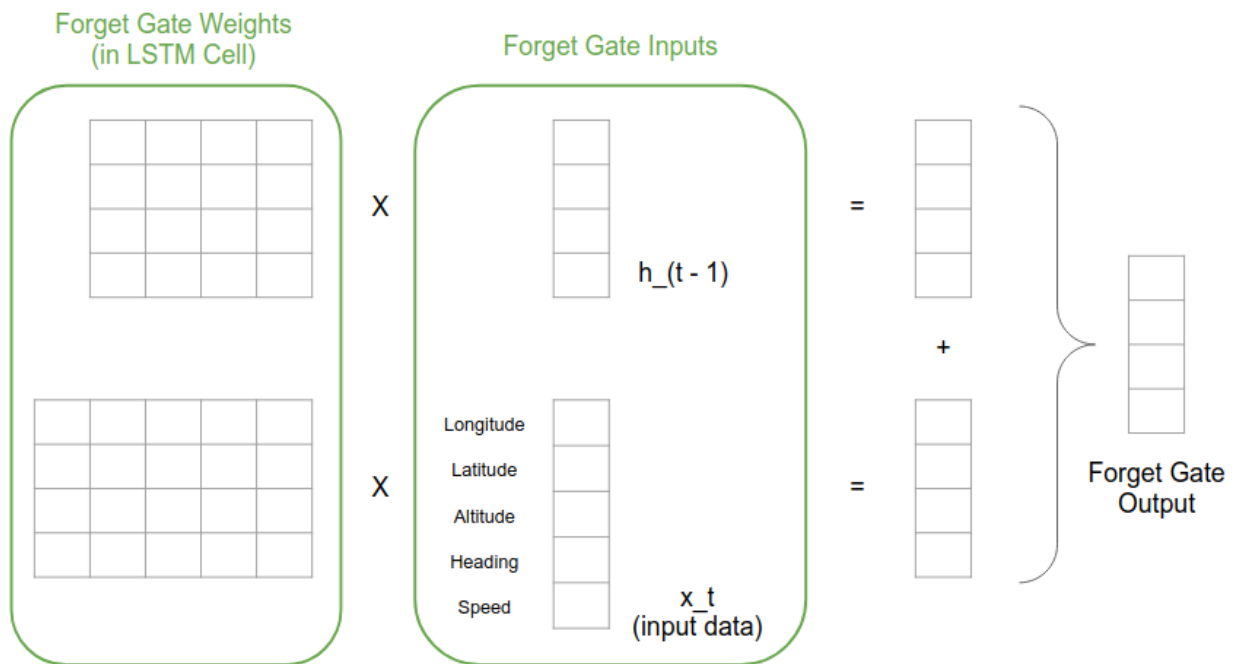 Forget Gate Weights
(in LSTM Cell)
Forget Gate Inputs
X
=
h_(t - 1)
+
Longitude
Latitude
Altitude
Heading
Speed
X
=
x_t
(input data)
Forget Gate
Output